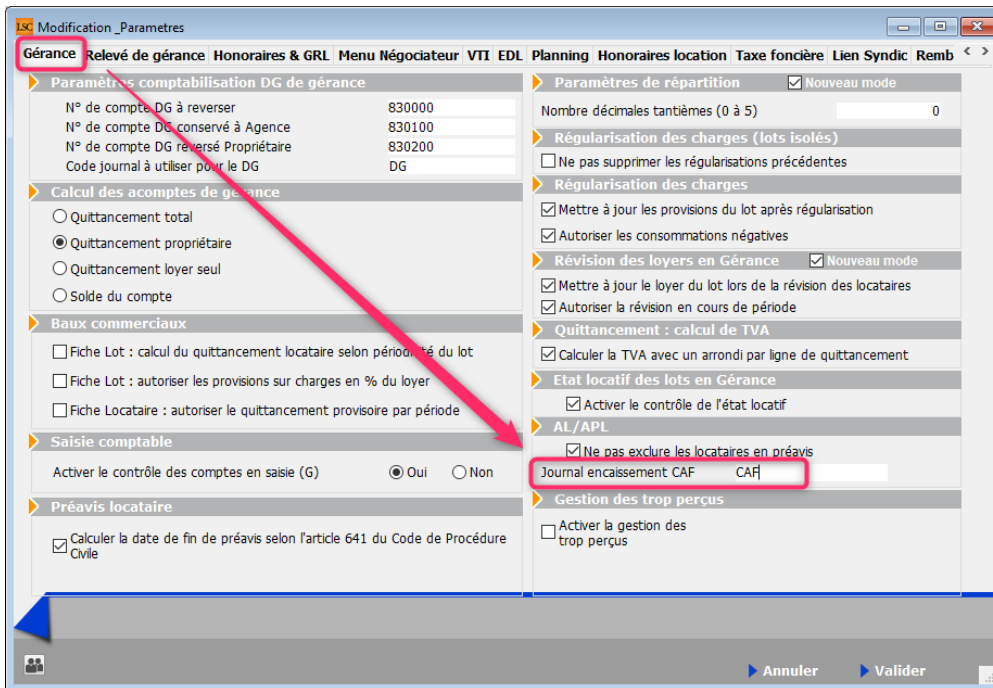 LSC Modification _Parametres
Gérance Relevé de gérance Honoraires & GRL Menu Négociateur VTI EDL Planning Honoraires location Taxe foncière Lien Syndic Remb
Paramètres comptabilisation DG de gérance
N° de compte DG à reverser 830000
N° de compte DG conservé à Agence 830100
N° de compte DG réversé Propriétaire 830200
Code journal à utiliser pour le DG DG
Calcul des acomptes de gérance
Quittancement total
Quittancement propriétaire
Quittancement loyer seul
Solde du compte
Baux commerciaux
Fiche Lot : calcul du quittancement locataire selon périodicité du lot
Fiche Lot : autoriser les provisions sur charges en % du loyer
Fiche Locataire : autoriser le quittancement provisoire par période
Saisie comptable
Activer le contrôle des comptes en saisie (G) Oui Non
Préavis locataire
Calculer la date de fin de préavis selon l'article 641 du Code de Procédure
Civile
Paramètres de répartition Nouveau mode
Nombre décimales tantièmes (0 à 5) 0
Régularisation des charges (lots isolés)
Ne pas supprimer les régularisations précédentes
Régularisation des charges
Mettre à jour les provisions du lot après régularisation
Autoriser les consommations négatives
Révision des loyers en Gérance Nouveau mode
Mettre à jour le loyer du lot lors de la révision des locataires
Autoriser la révision en cours de période
Quittancement : calcul de TVA
Calculer la TVA avec un arrondi par ligne de quittancement
Etat locatif des lots en Gérance
Activer le contrôle de l'état locatif
AL/APL
Ne pas exclure les locataires en préavis
Journal encaissement CAF CAF
Gestion des trop perçus
Activer la gestion des
trop perçus
Annuler Valider